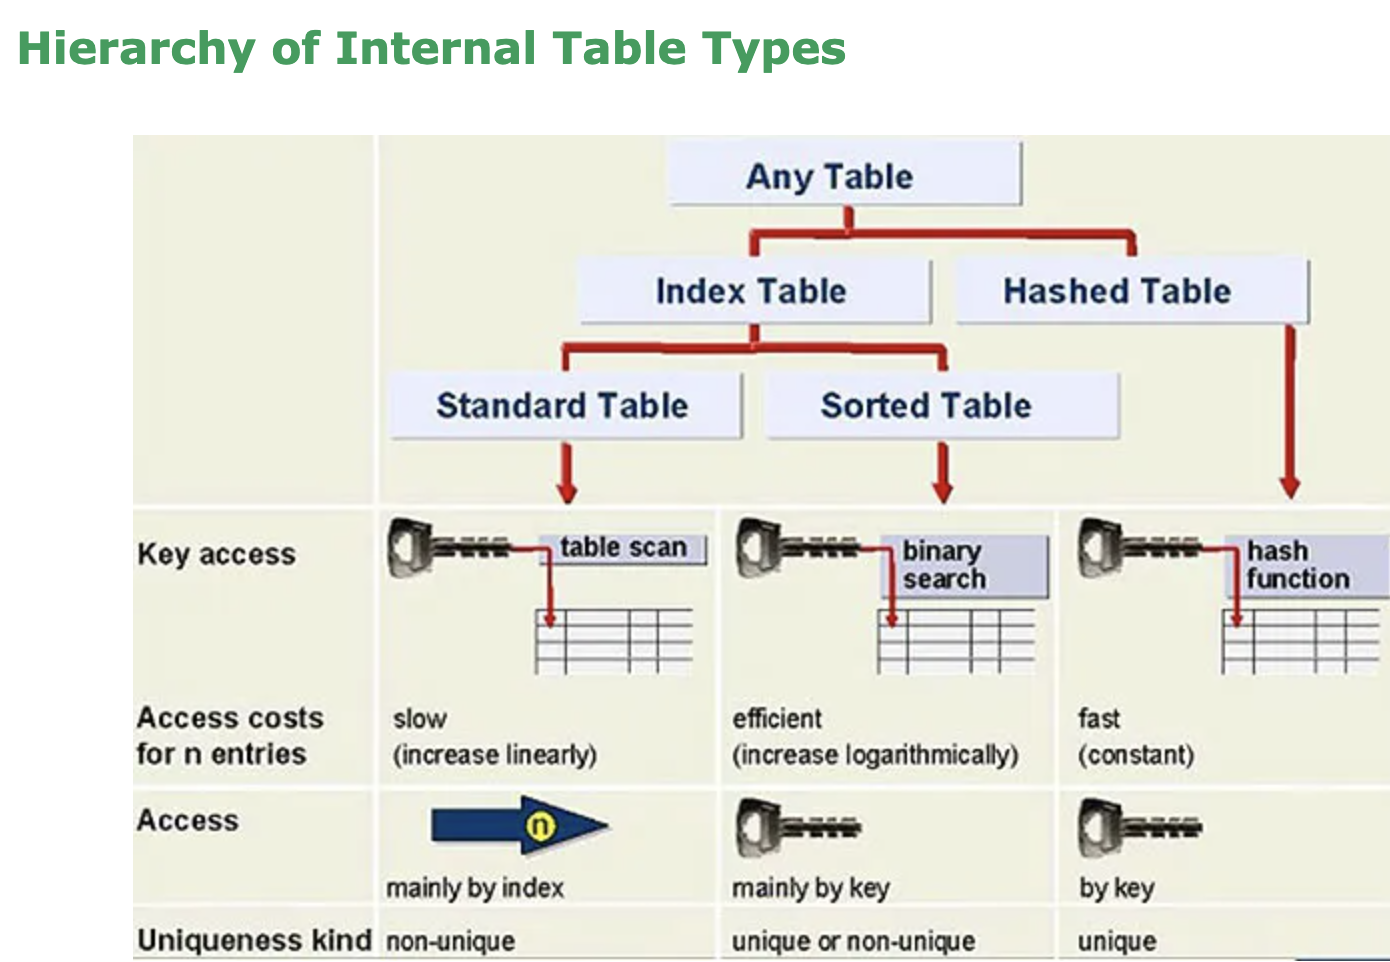 Hierarchy of Internal Table Types
Any Table
Index Table
Hashed Table
Standard Table
Sorted Table
Key access
table scan
binary
search
hash
function
Access costs
for n entries
slow
(increase linearly)
efficient
(increase logarithmically)
fast
(constant)
Access
n
mainly by index
mainly by key
by key
Uniqueness kind
non-unique
unique or non-unique
unique